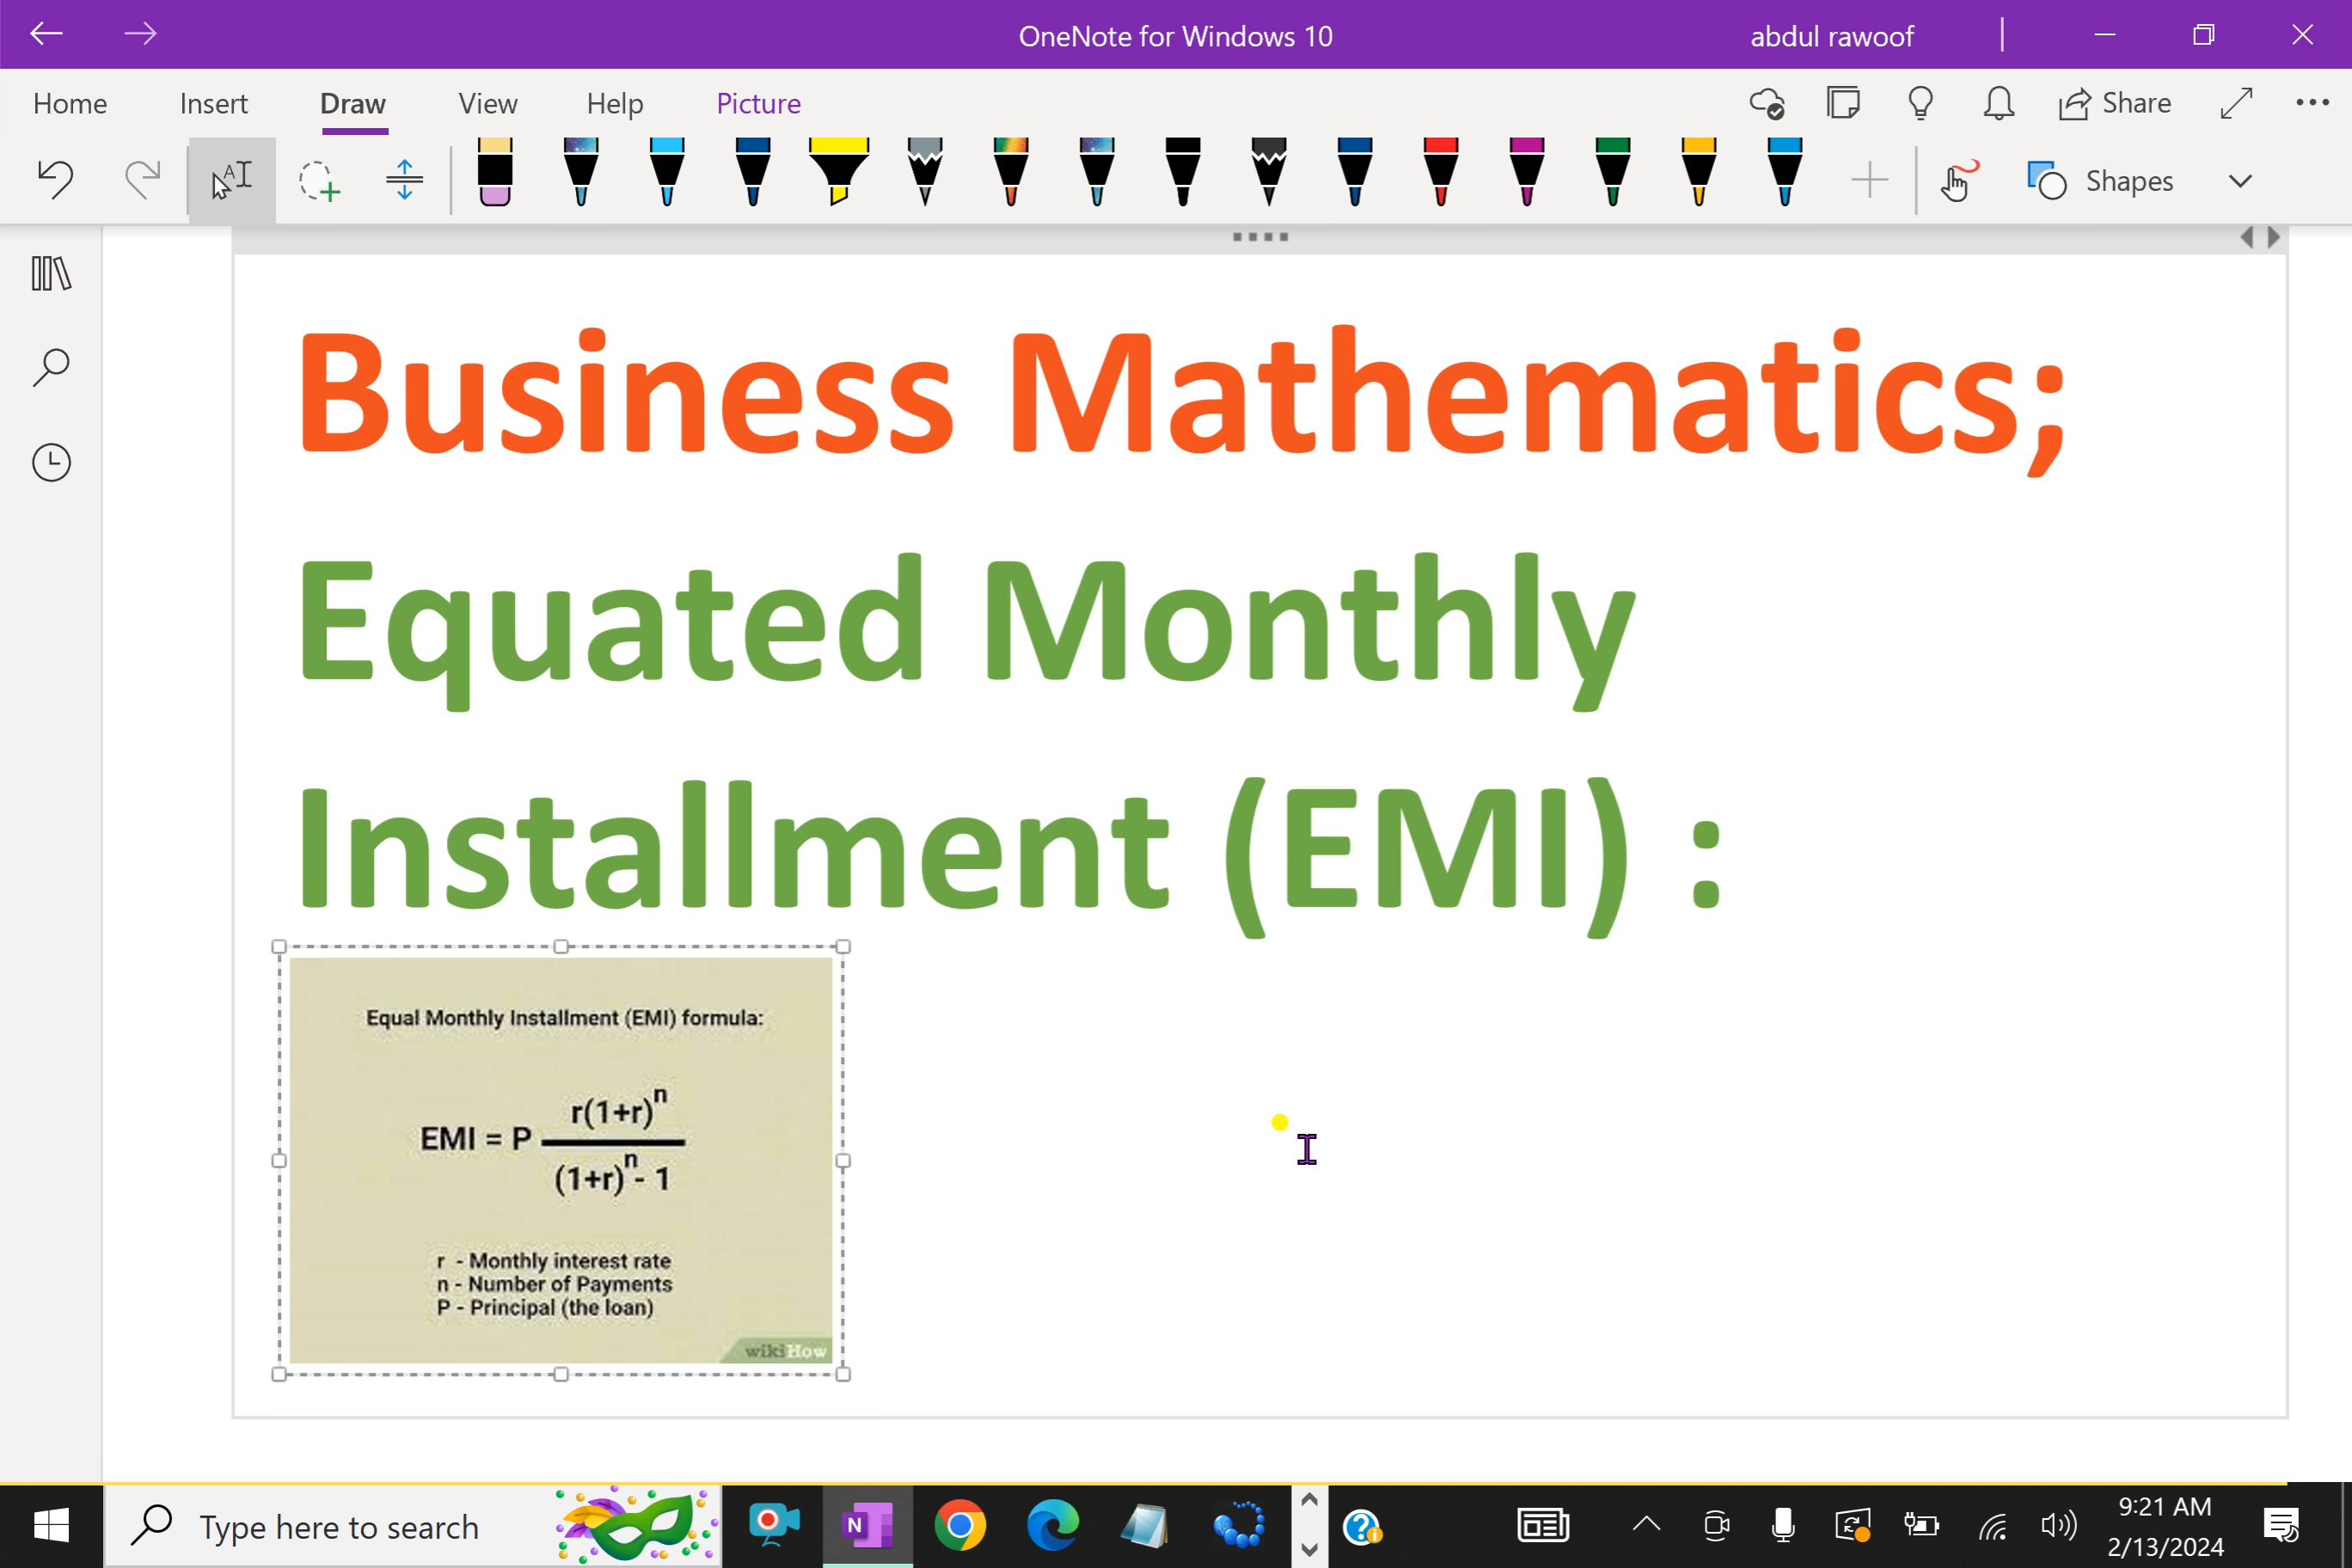 OneNote for Windows 10
abdul rawoof
Home Insert Draw View Help Picture
Share
Shapes
Business Mathematics;
Equated Monthly
Installment (EMI) :
Equal Monthly Installment (EMI) formula:
r(1+r)^n
EMI = P
(1+r)^n - 1
r - Monthly interest rate
n - Number of Payments
P - Principal (the loan)
wikiHow
Type here to search
9:21 AM
2/13/2024